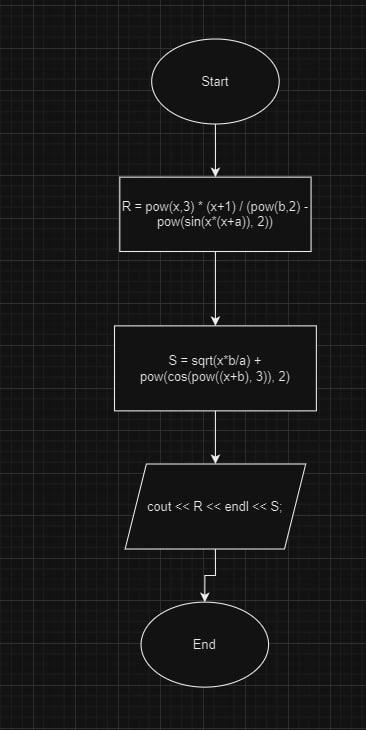 Start
R = pow(x,3) * (x+1) / (pow(b,2) -
pow(sin(x*(x+a)), 2))
S = sqrt(x*b/a) +
pow(cos(pow((x+b), 3)), 2)
cout << R << endl << S;
End